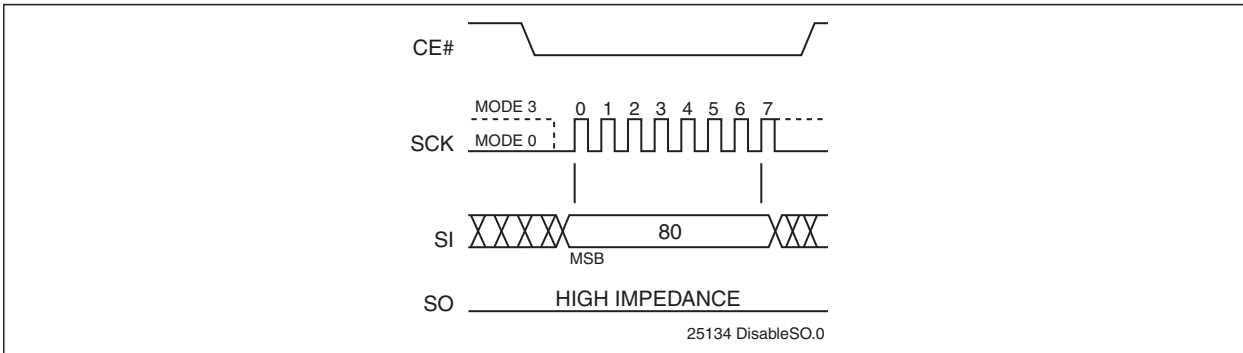 CE#
MODE 3
0 1 2 3 4 5 6 7
SCK
MODE 0
SI
80
MSB
SO
HIGH IMPEDANCE
25134 DisableSO.0